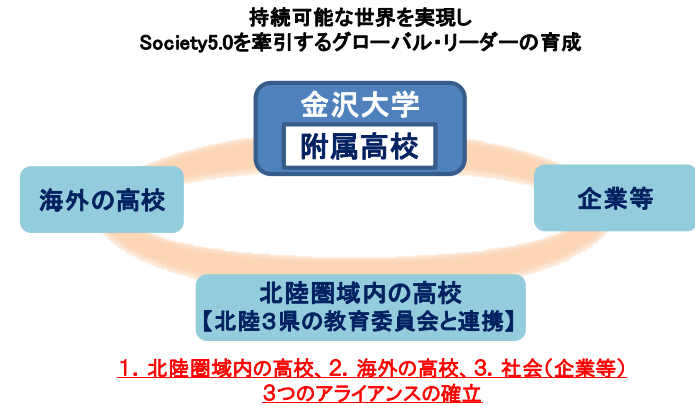 持続可能な世界を実現し
Society5.0を牽引するグローバル・リーダーの育成
金沢大学
附属高校
海外の高校
企業等
北陸圏域内の高校
【北陸３県の教育委員会と連携】
１．北陸圏域内の高校、２．海外の高校、３．社会（企業等）
３つのアライアンスの確立